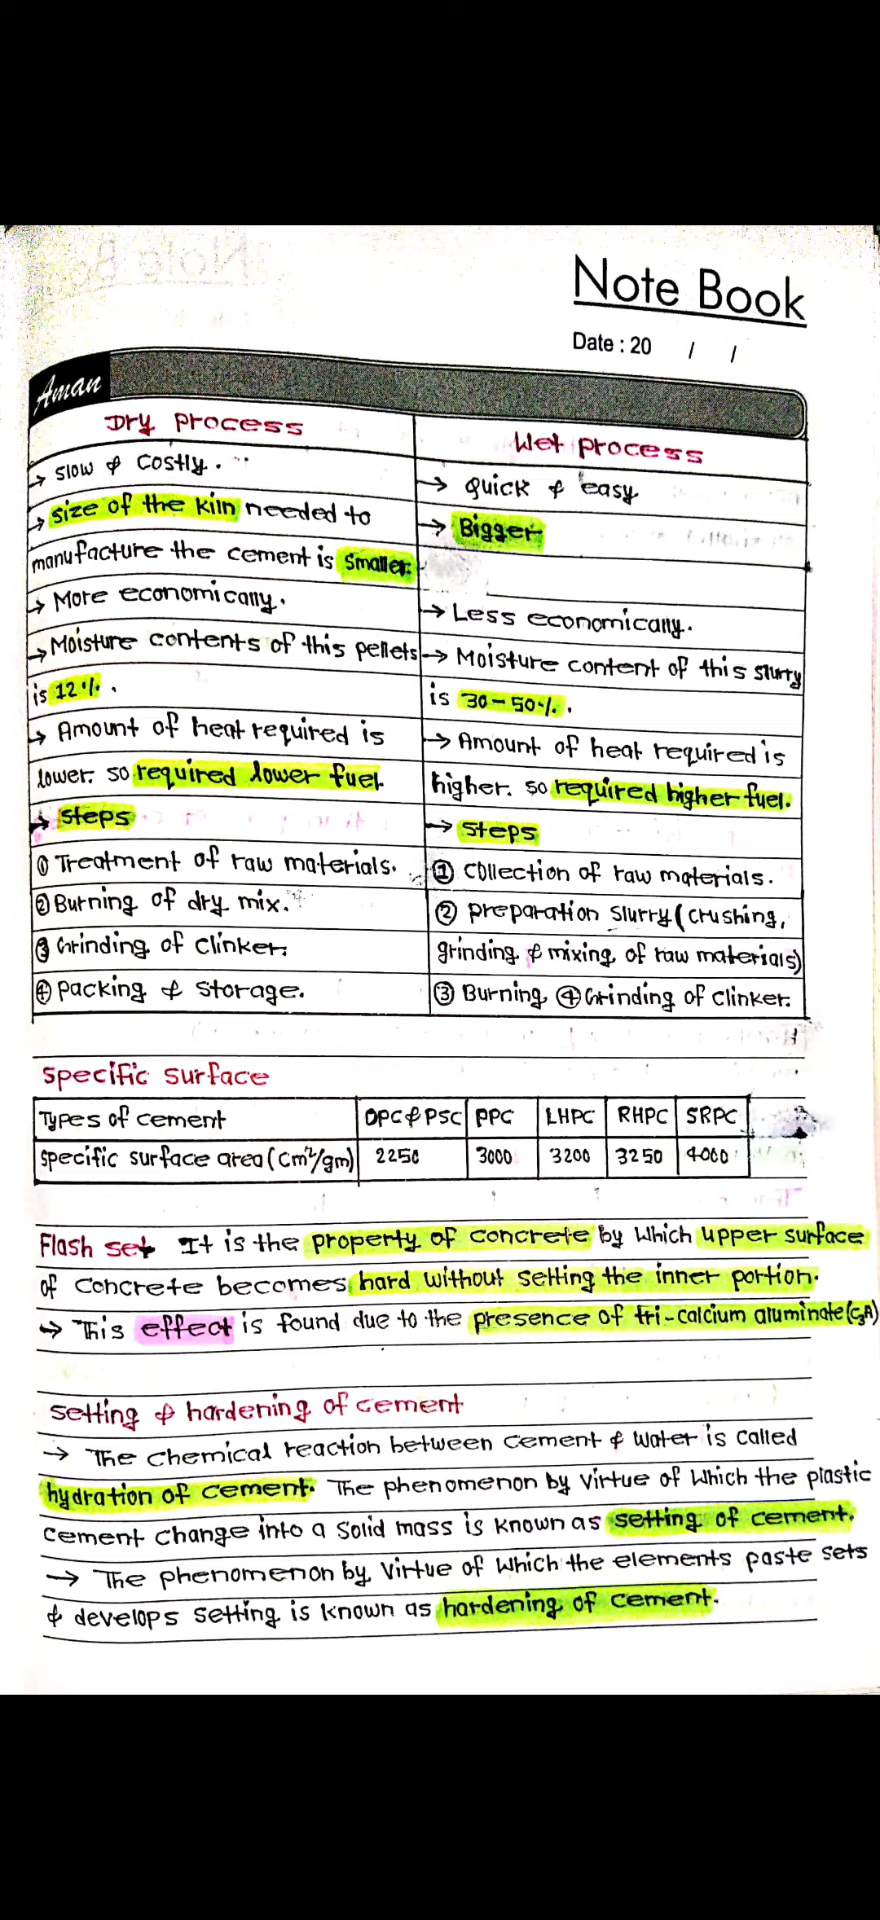 Note Book
Date : 20 / /
Aman
Dry process
→ slow & costly.
→ size of the kiln needed to
manufacture the cement is smaller.
→ More economically.
→ Moisture contents of this pellets
is 12%.
→ Amount of heat required is
lower. so required lower fuel
→ steps
① Treatment of raw materials.
② Burning of dry mix.
③ Grinding of clinker.
④ packing & storage.
Wet process
→ Quick & easy
→ Bigger
→ Less economically.
→ Moisture content of this slurry
is 30-50%.
→ Amount of heat required is
higher. so required higher fuel.
→ steps
① collection of raw materials.
② preparation slurry (crushing,
grinding & mixing of raw materials)
③ Burning ④ Grinding of clinker.
specific surface
Types of cement OPC & PSC PPC LHPC RHPC SRPC
specific surface area (cm²/gm) 2250 3000 3200 3250 4000
Flash set It is the property of concrete by which upper surface
of concrete becomes hard without setting the inner portion.
→ This effect is found due to the presence of tri-calcium aluminate (C₃A)
setting & hardening of cement
→ The chemical reaction between cement & water is called
hydration of cement. The phenomenon by virtue of which the plastic
cement change into a solid mass is known as setting of cement.
→ The phenomenon by virtue of which the elements paste sets
& develops setting is known as hardening of cement.